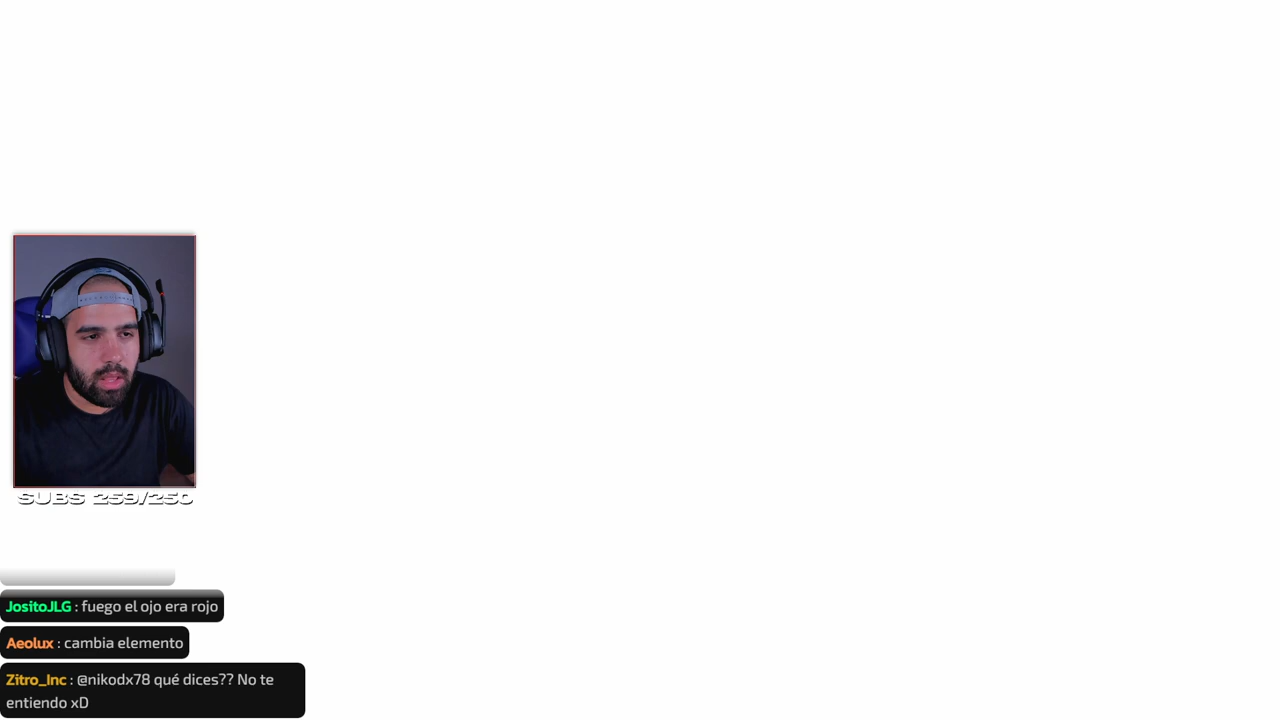 SUBS 259/250
JositoJLG : fuego el ojo era rojo
Aeolux : cambia elemento
Zitro_Inc : @nikodx78 qué dices?? No te
entiendo xD